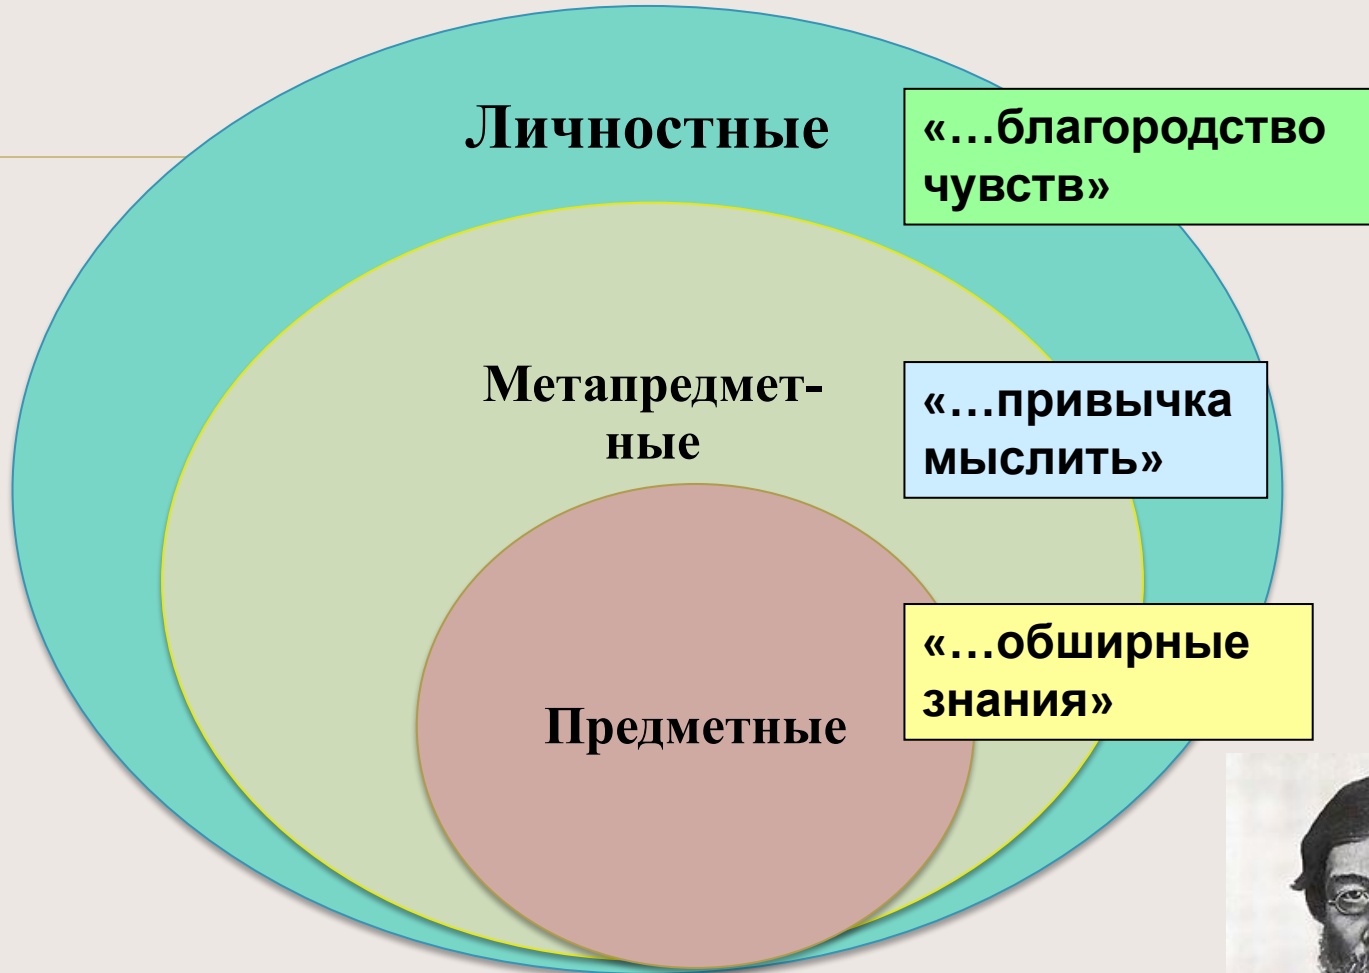 Личностные
«…благородство
чувств»
Метапредмет-
ные
«…привычка
мыслить»
«…обширные
знания»
Предметные